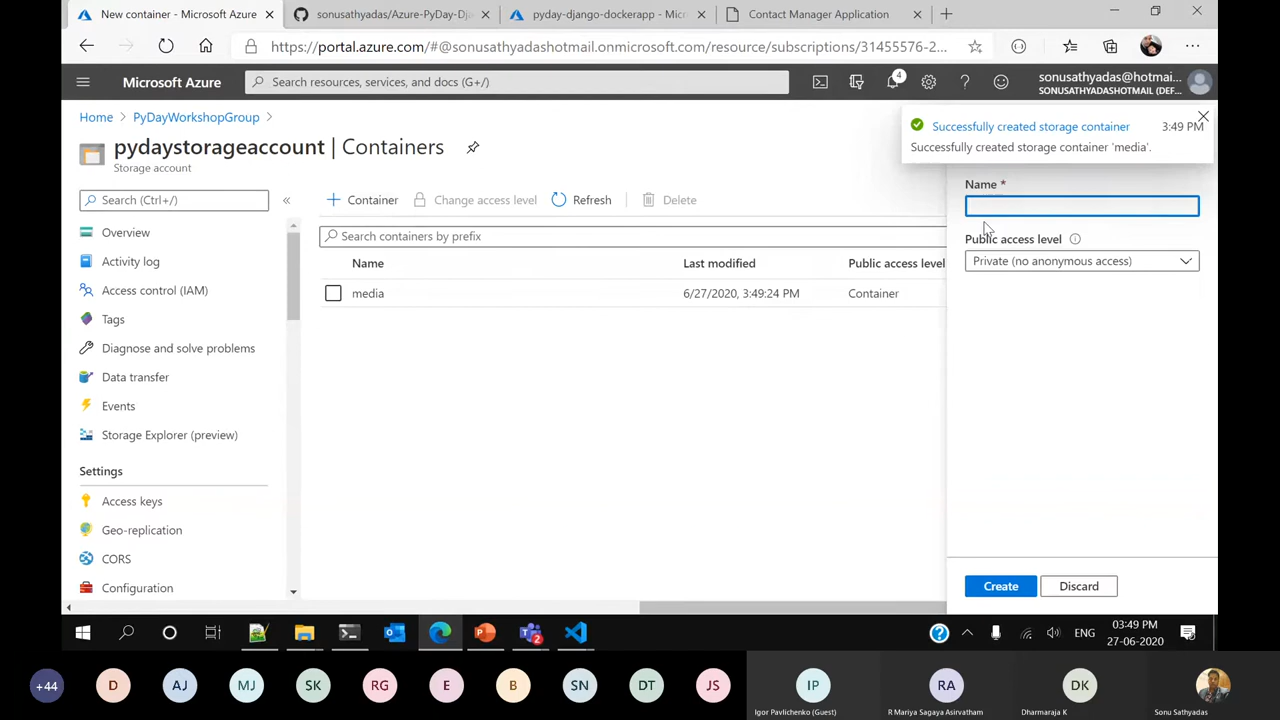 New container - Microsoft Azure
sonusathyadas/Azure-PyDay-Dj
pyday-django-dockerapp - Micr
Contact Manager Application
https://portal.azure.com/#@sonusathyadashotmail.onmicrosoft.com/resource/subscriptions/31455576-2...
Microsoft Azure
Search resources, services, and docs (G+/)
4
sonusathyadas@hotmai...
SONUSATHYADASHOTMAIL (DEF...
Home > PyDayWorkshopGroup >
pydaystorageaccount | Containers
Storage account
Successfully created storage container
3:49 PM
Successfully created storage container 'media'.
Search (Ctrl+/)
«
Container
Change access level
Refresh
Delete
Search containers by prefix
Name
Last modified
Public access level
media
6/27/2020, 3:49:24 PM
Container
Overview
Activity log
Access control (IAM)
Tags
Diagnose and solve problems
Data transfer
Events
Storage Explorer (preview)
Settings
Access keys
Geo-replication
CORS
Configuration
Name *
Public access level
Private (no anonymous access)
Create
Discard
ENG
03:49 PM
27-06-2020
+44
D
AJ
MJ
SK
RG
E
B
SN
DT
JS
IP
Igor Pavlichenko (Guest)
RA
R Mariya Sagaya Asirvatham
DK
Dharmaraja K
Sonu Sathyadas